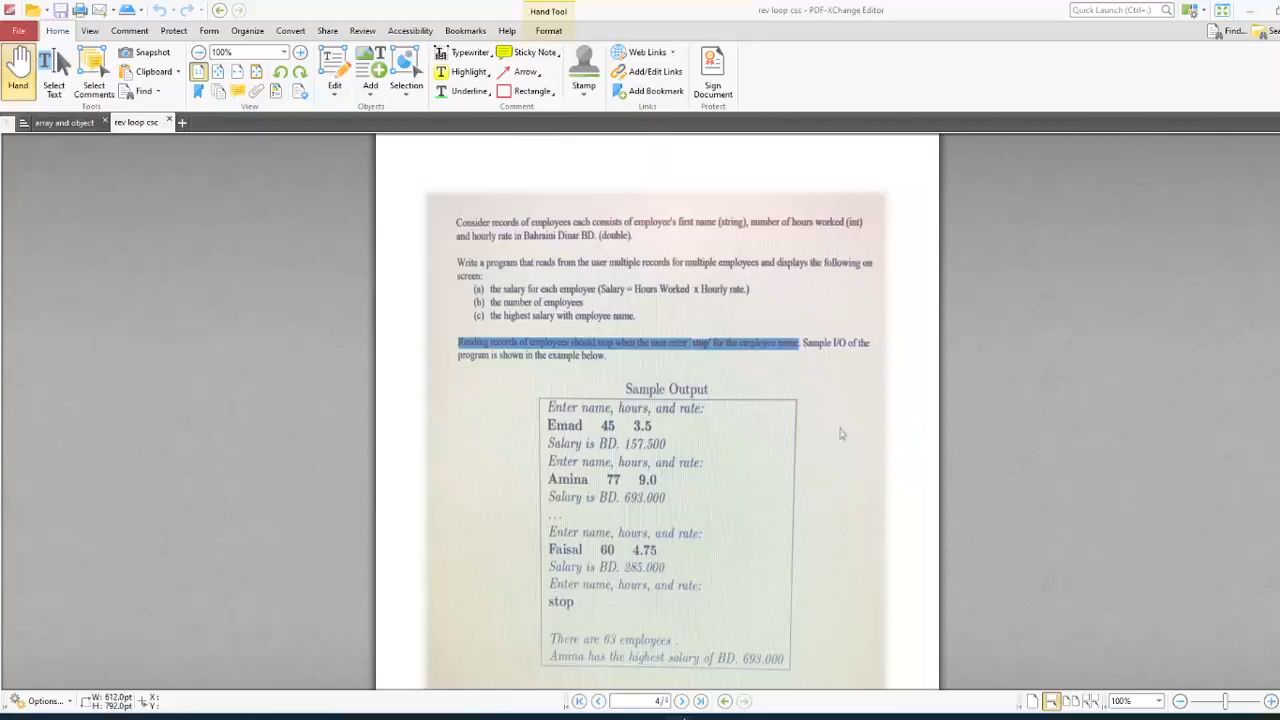 rev loop csc - PDF-XChange Editor
Hand Tool
Quick Launch (Ctrl+.)
File Home View Comment Protect Form Organize Convert Share Review Accessibility Bookmarks Help Format
Find...
Hand
Select Text
Select Comments
Snapshot
Clipboard
Find
Tools
100%
View
Edit
Add
Selection
Objects
Typewriter
Sticky Note
Highlight
Arrow
Underline
Rectangle
Comment
Stamp
Web Links
Add/Edit Links
Add Bookmark
Links
Sign Document
Protect
array and object
rev loop csc
Consider records of employees each consists of employee's first name (string), number of hours worked (int)
and hourly rate in Bahraini Dinar BD. (double).
Write a program that reads from the user multiple records for multiple employees and displays the following on
screen:
(a) the salary for each employee (Salary = Hours Worked x Hourly rate.)
(b) the number of employees
(c) the highest salary with employee name.
Reading records of employees should stop when the user enter 'stop' for the employee name. Sample I/O of the
program is shown in the example below.
Sample Output
Enter name, hours, and rate:
Emad 45 3.5
Salary is BD. 157.500
Enter name, hours, and rate:
Amina 77 9.0
Salary is BD. 693.000
...
Enter name, hours, and rate:
Faisal 60 4.75
Salary is BD. 285.000
Enter name, hours, and rate:
stop
There are 63 employees .
Amina has the highest salary of BD. 693.000
Options...
W: 612.0pt
H: 792.0pt
X:
Y:
100%